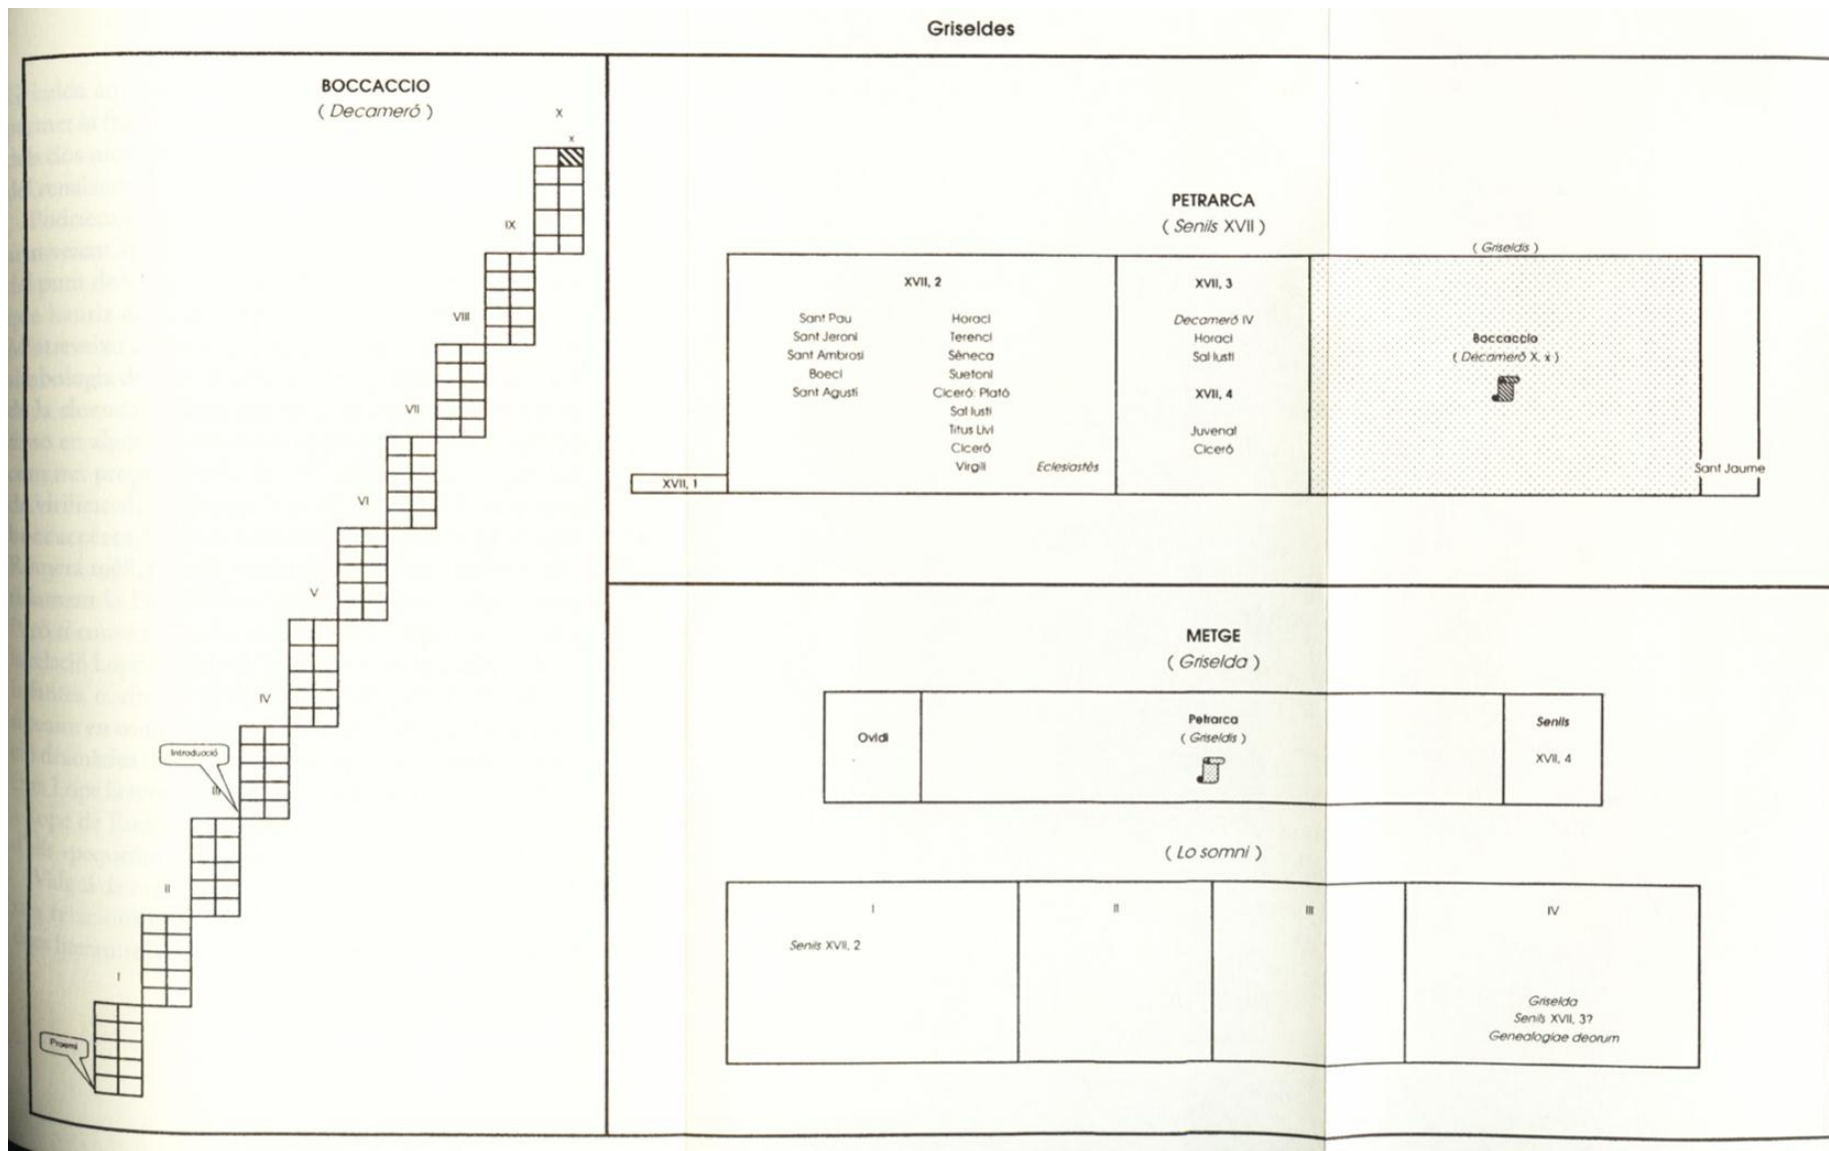 Griseldes
BOCCACCIO
( Decameró )
X
x
IX
VIII
VII
VI
V
IV
Introducció
III
II
I
Proemi
PETRARCA
( Senils XVII )
( Griseldis )
XVII, 1
XVII, 2
Sant Pau
Sant Jeroni
Sant Ambrosi
Boeci
Sant Agustí
Horaci
Terenci
Sèneca
Suetoni
Ciceró: Plató
Sal lusti
Titus Livi
Ciceró
Virgili
Eclesiastès
XVII, 3
Decameró IV
Horaci
Sal lusti
XVII, 4
Juvenal
Ciceró
Boccaccio
( Decameró X, x )
Sant Jaume
METGE
( Griselda )
Ovidi
Petrarca
( Griseldis )
Senils
XVII, 4
( Lo somni )
I
Senils XVII, 2
II
III
IV
Griselda
Senils XVII, 3?
Genealogiae deorum